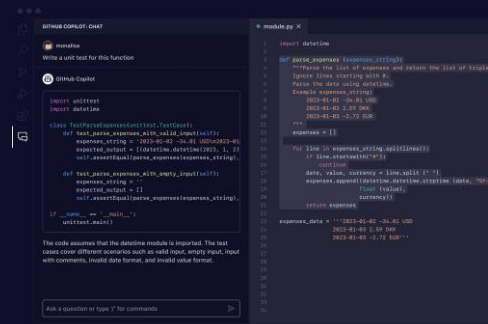 GITHUB COPILOT: CHAT
monalisa
Write a unit test for this function
GitHub Copilot
import unittest
import datetime
class TestParseExpenses(unittest.TestCase):
def test_parse_expenses_with_valid_input(self):
expenses_string = '2023-01-02 -34.01 USD\n2023-01
expected_output = [(datetime.datetime(2023, 1, 2)
self.assertEqual(parse_expenses(expenses_string),
def test_parse_expenses_with_empty_input(self):
expenses_string = ''
expected_output = []
self.assertEqual(parse_expenses(expenses_string),
if __name__ == '__main__':
unittest.main()
The code assumes that the datetime module is imported. The test
cases cover different scenarios such as valid input, empty input, input
with comments, invalid date format, and invalid value format.
Ask a question or type '/' for commands
module.py ×
import datetime
def parse_expenses (expenses_string):
"""Parse the list of expenses and return the list of triple
Ignore lines starting with #.
Parse the date using datetime.
Example expenses_string:
2023-01-02 -34.01 USD
2023-01-03 2.59 DKK
2023-01-03 -2.72 EUR
"""
expenses = []
for line in expenses_string.splitlines():
if line.startswith("#"):
continue
date, value, currency = line.split (" ")
expenses.append((datetime.datetime.strptime (date,
float (value),
currency))
return expenses
expenses_data = '''2023-01-02 -34.01 USD
2023-01-03 2.59 DKK
2023-01-03 -2.72 EUR'''